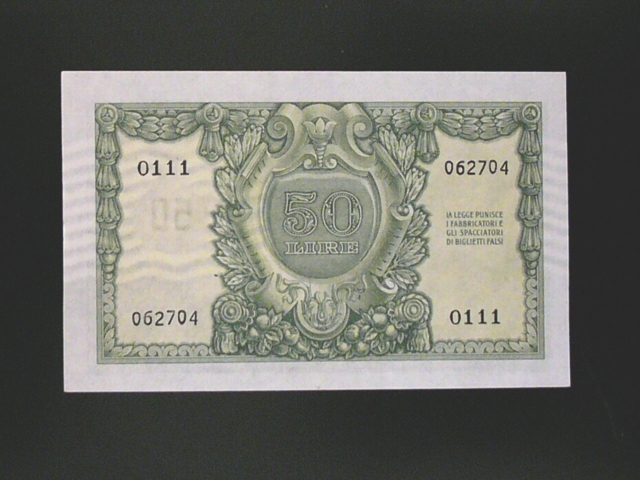 0111
062704
50
LIRE
LA LEGGE PUNISCE
I FABBRICATORI E
GLI SPACCIATORI
DI BIGLIETTI FALSI
062704
0111